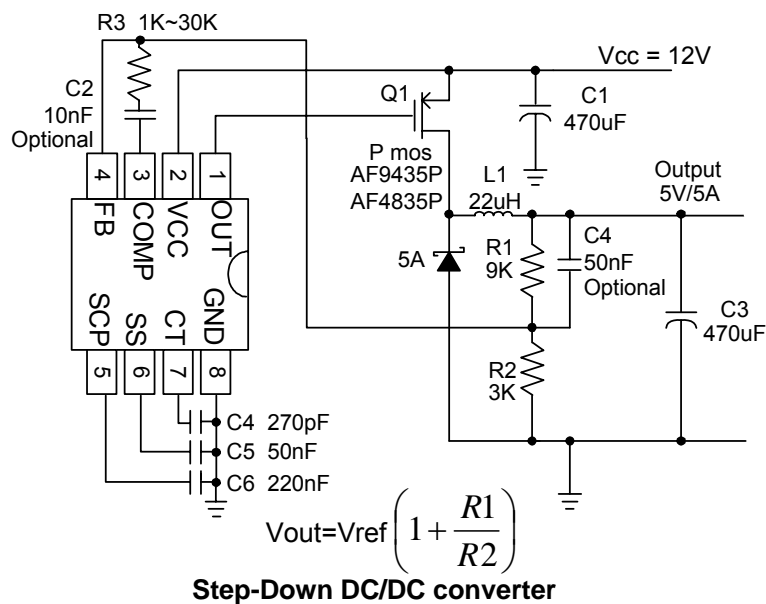 R3 1K~30K
Vcc = 12V
C2
10nF
Optional
Q1
C1
470uF
P mos
AF9435P
AF4835P
L1
22uH
Output
5V/5A
4
3
2
1
FB
COMP
VCC
OUT
SCP
SS
CT
GND
5
6
7
8
5A
R1
9K
C4
50nF
Optional
C3
470uF
R2
3K
C4 270pF
C5 50nF
C6 220nF
Vout=Vref(1+R1/R2)
Step-Down DC/DC converter